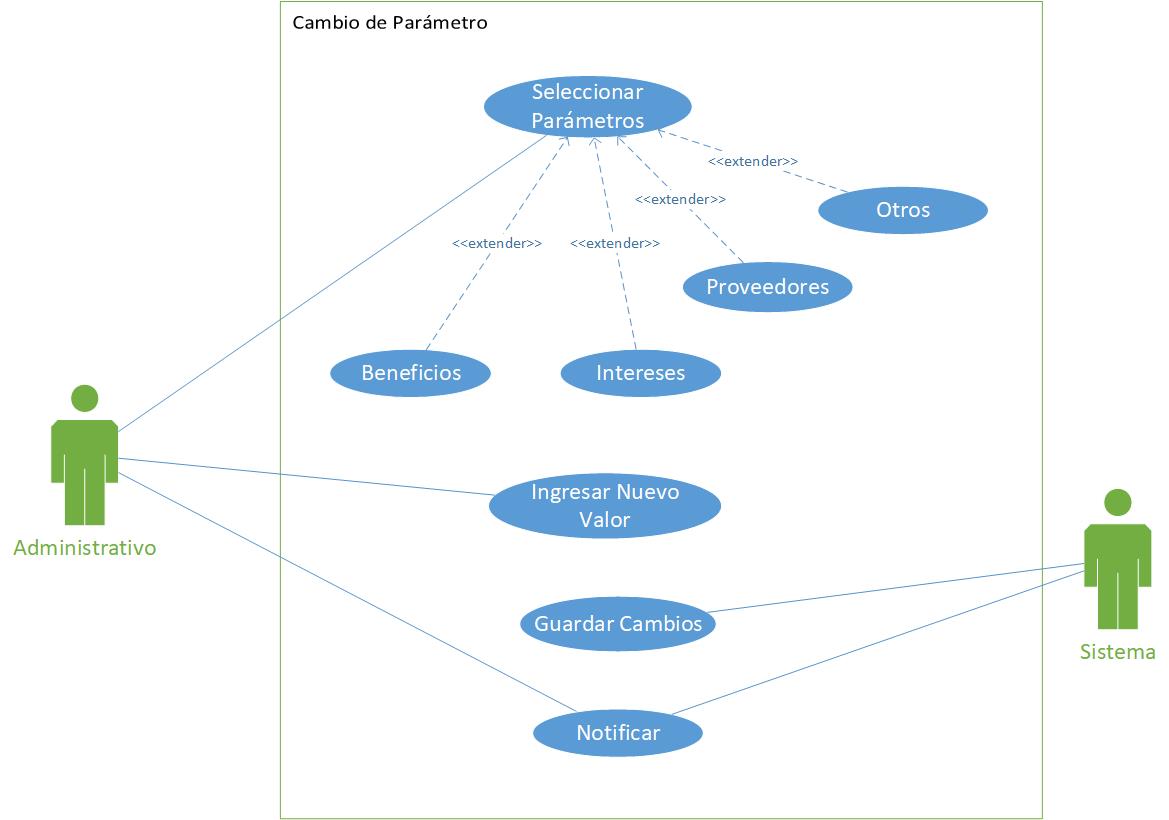 Cambio de Parámetro
Seleccionar
Parámetros
<<extender>>
Otros
<<extender>>
<<extender>>
<<extender>>
Proveedores
Beneficios
Intereses
Ingresar Nuevo
Valor
Administrativo
Guardar Cambios
Sistema
Notificar